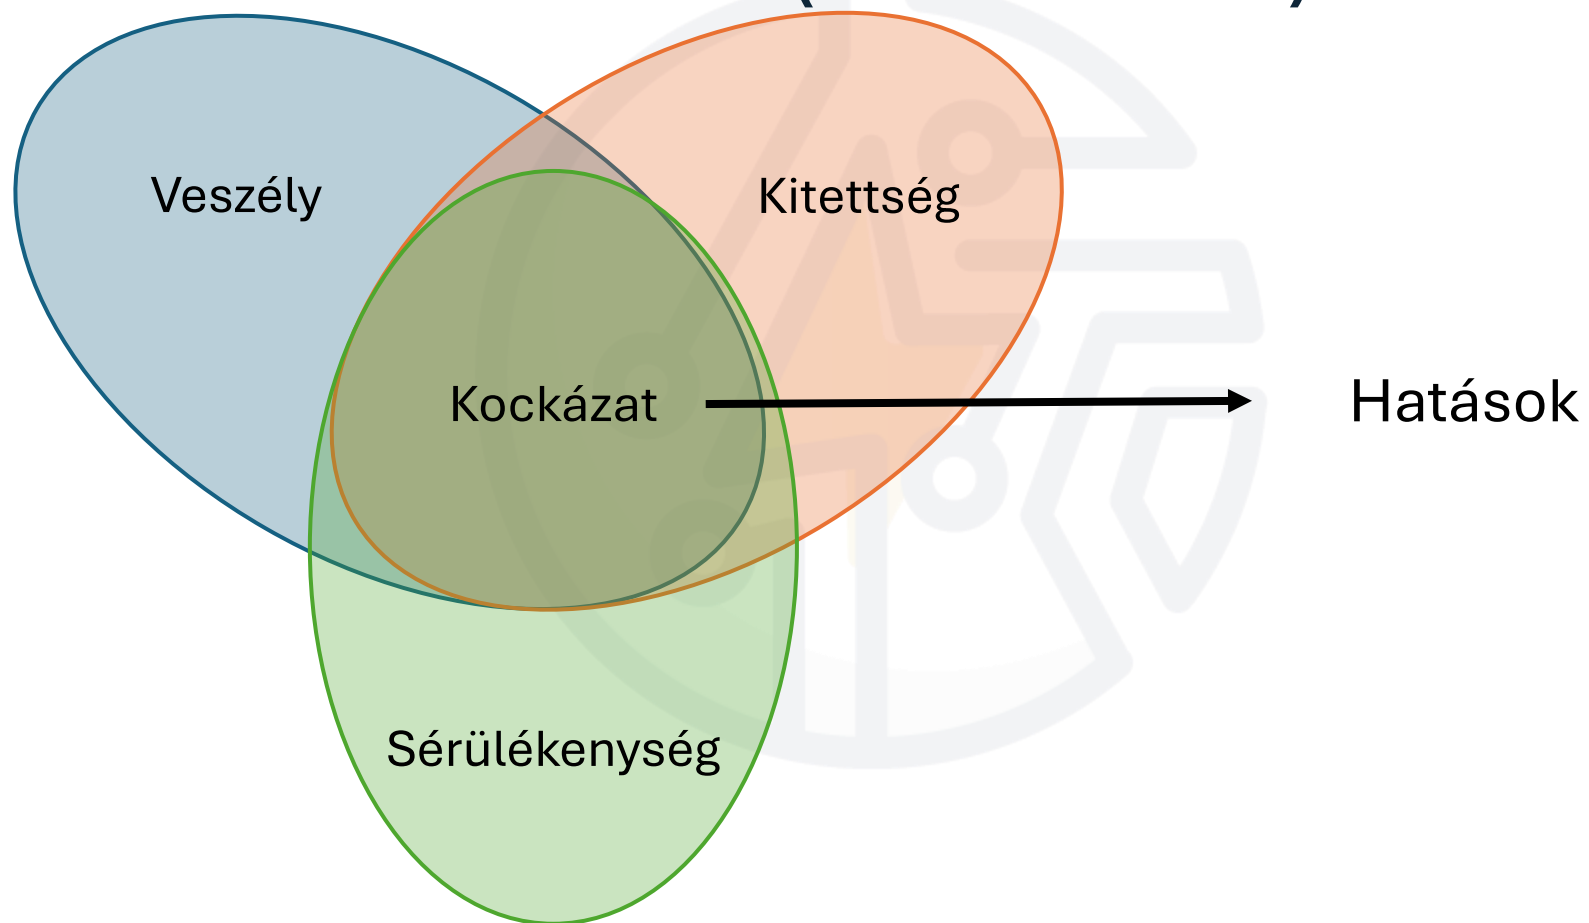 Veszély
Kitettség
Kockázat
Hatások
Sérülékenység